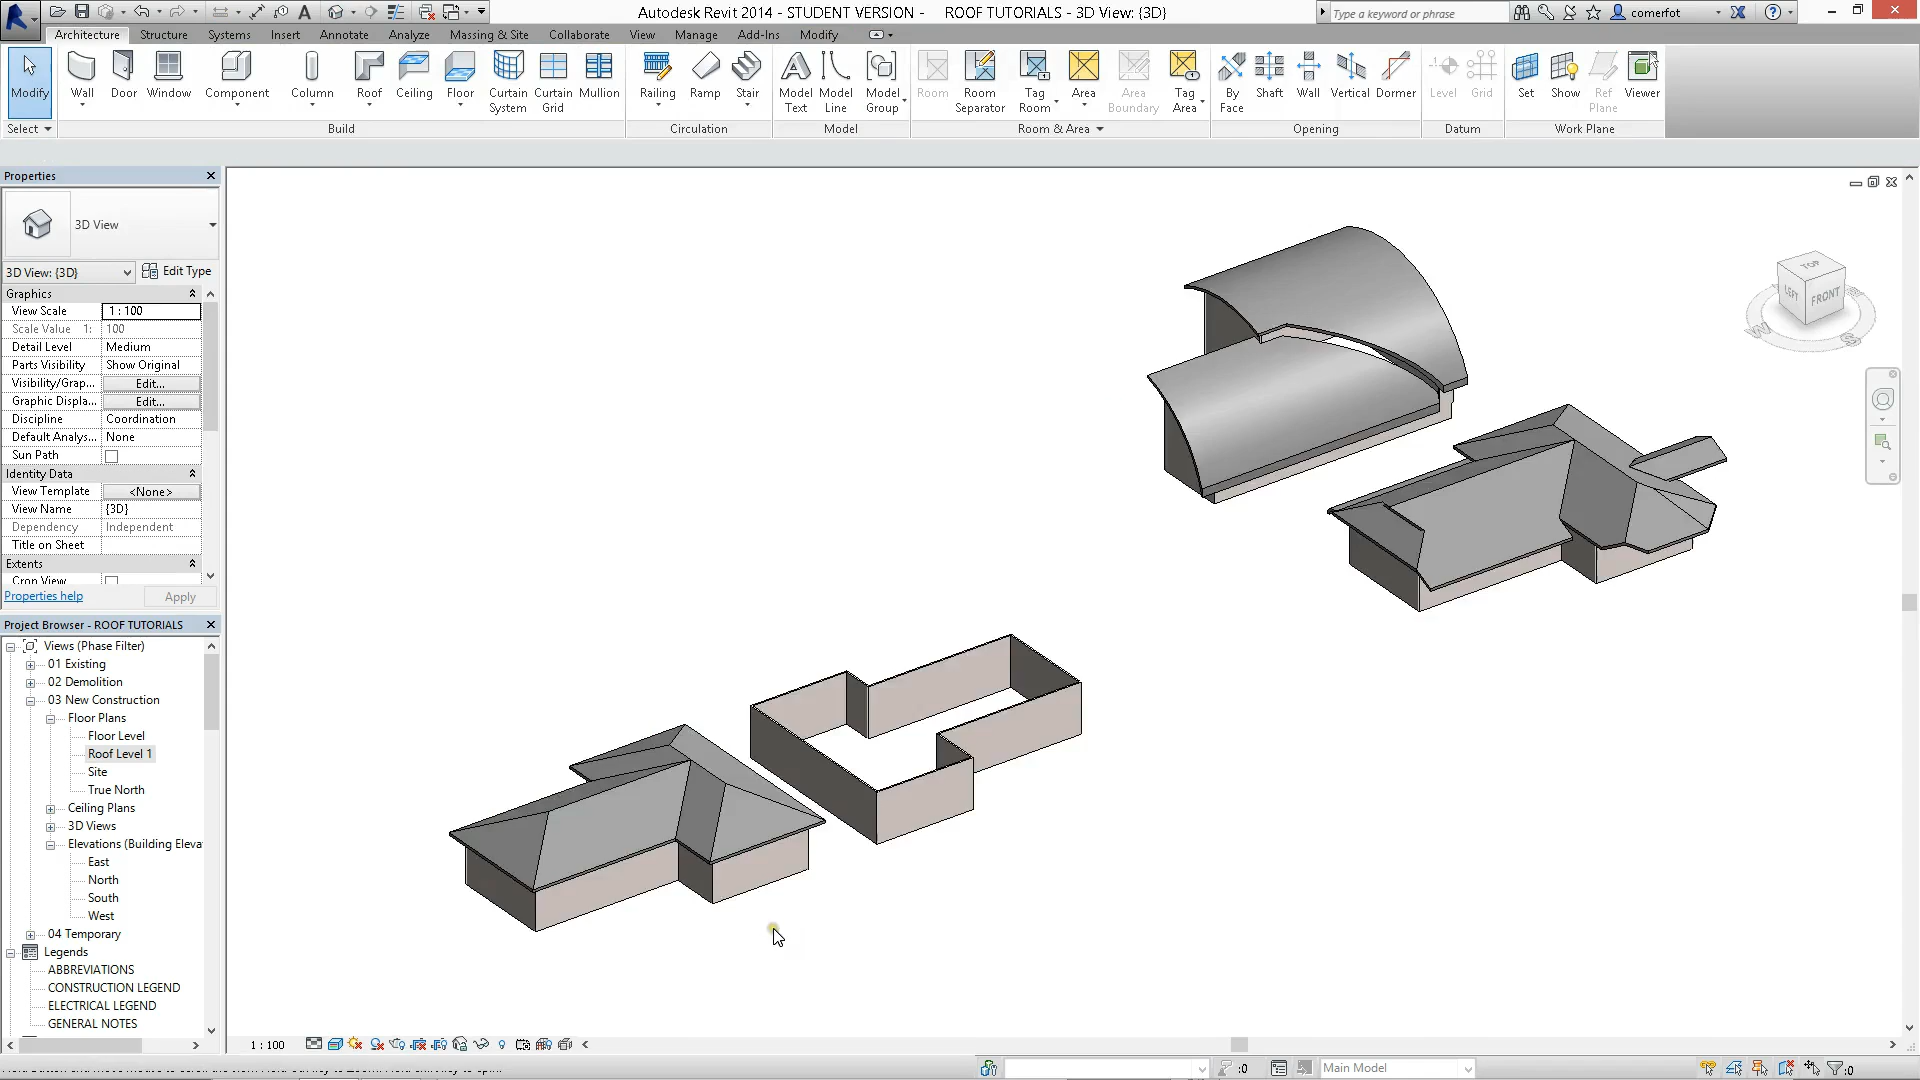 Autodesk Revit 2014 - STUDENT VERSION - ROOF TUTORIALS - 3D View: {3D}
Type a keyword or phrase
comerfot
Architecture Structure Systems Insert Annotate Analyze Massing & Site Collaborate View Manage Add-Ins Modify
Modify Wall Door Window Component Column Roof Ceiling Floor Curtain System Curtain Grid Mullion Railing Ramp Stair Model Text Model Line Model Group Room Room Separator Tag Room Area Area Boundary Tag Area By Face Shaft Wall Vertical Dormer Level Grid Set Show Ref Plane Viewer
Select Build Circulation Model Room & Area Opening Datum Work Plane
Properties
3D View
3D View: {3D} Edit Type
Graphics
View Scale 1 : 100
Scale Value 1: 100
Detail Level Medium
Parts Visibility Show Original
Visibility/Grap... Edit...
Graphic Displa... Edit...
Discipline Coordination
Default Analys... None
Sun Path
Identity Data
View Template <None>
View Name {3D}
Dependency Independent
Title on Sheet
Extents
Crop View
Properties help Apply
Project Browser - ROOF TUTORIALS
Views (Phase Filter)
01 Existing
02 Demolition
03 New Construction
Floor Plans
Floor Level
Roof Level 1
Site
True North
Ceiling Plans
3D Views
Elevations (Building Eleva
East
North
South
West
04 Temporary
Legends
ABBREVIATIONS
CONSTRUCTION LEGEND
ELECTRICAL LEGEND
GENERAL NOTES
TOP
LEFT FRONT
W S
1 : 100
:0 Main Model :0